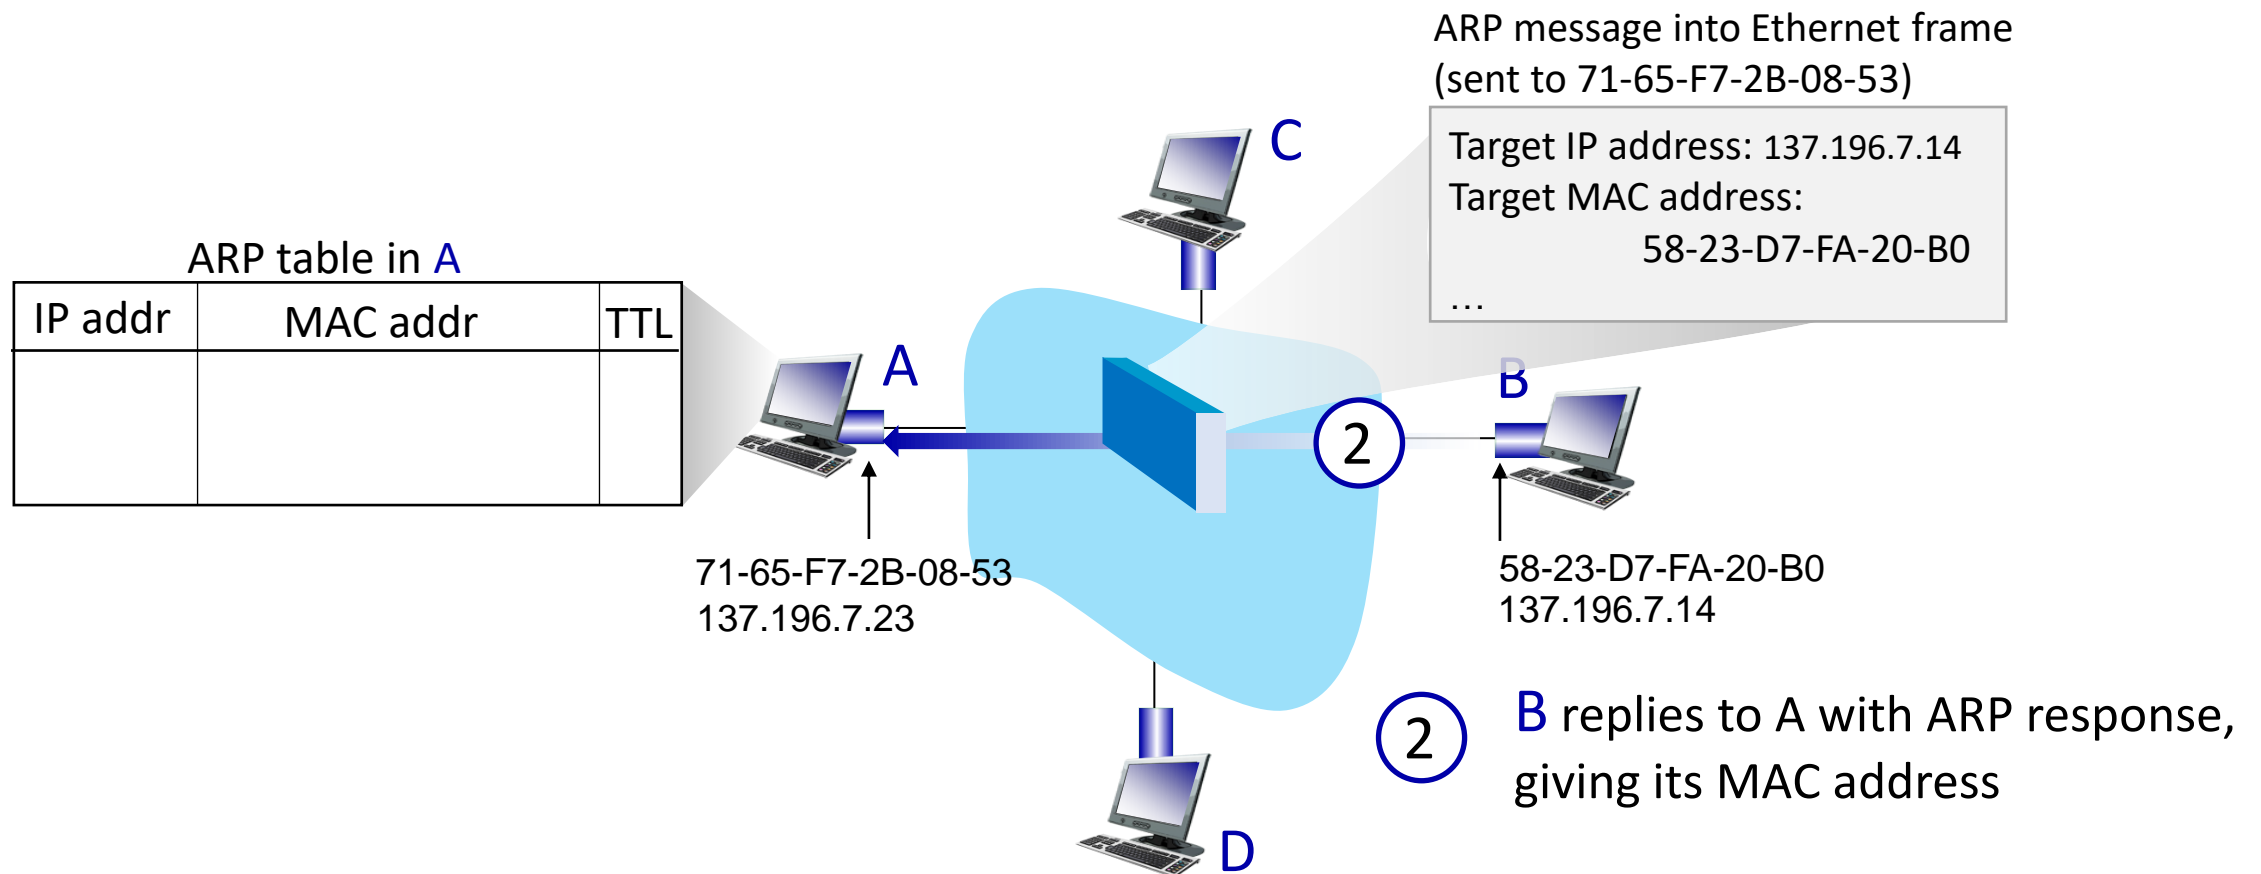 ARP message into Ethernet frame
(sent to 71-65-F7-2B-08-53)
Target IP address: 137.196.7.14
Target MAC address:
58-23-D7-FA-20-B0
…
C
ARP table in A
IP addr MAC addr TTL
A
B
2
71-65-F7-2B-08-53
137.196.7.23
58-23-D7-FA-20-B0
137.196.7.14
2 B replies to A with ARP response,
giving its MAC address
D